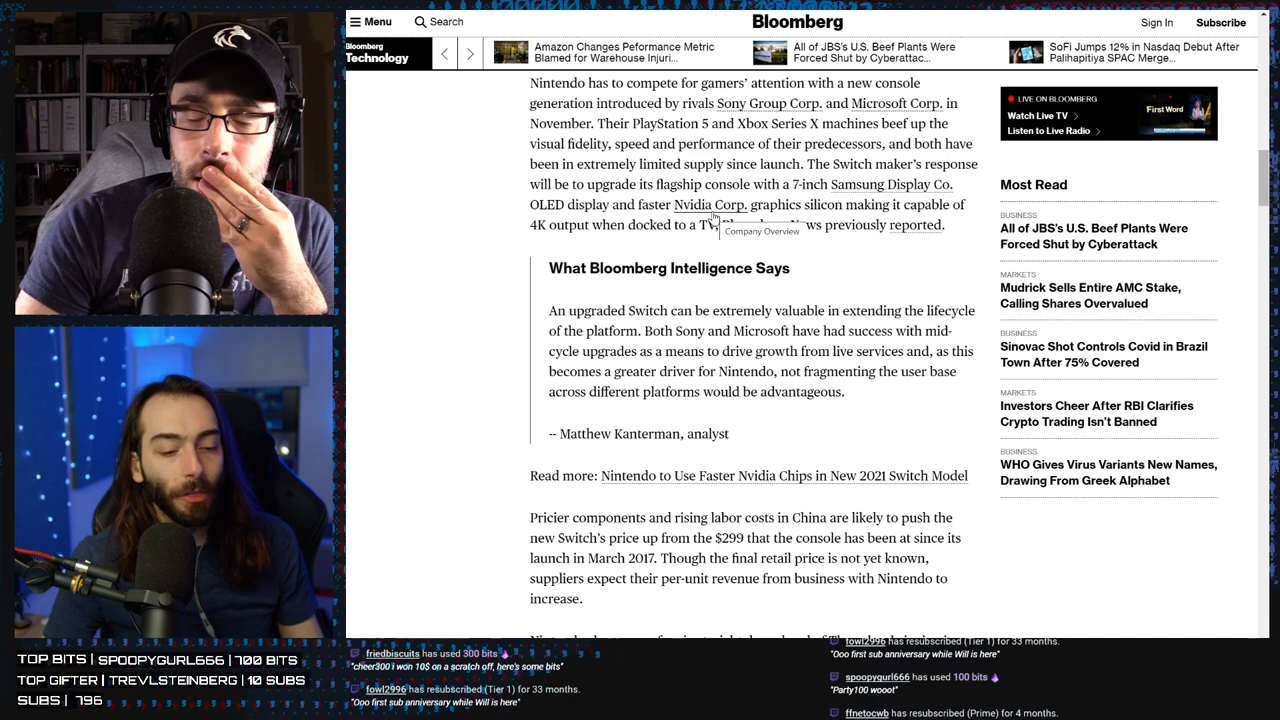 Menu
Search
Bloomberg
Sign In
Subscribe
Bloomberg
Technology
Amazon Changes Peformance Metric
Blamed for Warehouse Injuri...
All of JBS's U.S. Beef Plants Were
Forced Shut by Cyberattac...
SoFi Jumps 12% in Nasdaq Debut After
Palihapitiya SPAC Merge...
Nintendo has to compete for gamers' attention with a new console
generation introduced by rivals Sony Group Corp. and Microsoft Corp. in
November. Their PlayStation 5 and Xbox Series X machines beef up the
visual fidelity, speed and performance of their predecessors, and both have
been in extremely limited supply since launch. The Switch maker's response
will be to upgrade its flagship console with a 7-inch Samsung Display Co.
OLED display and faster Nvidia Corp. graphics silicon making it capable of
4K output when docked to a TV, News previously reported.
Company Overview
What Bloomberg Intelligence Says
An upgraded Switch can be extremely valuable in extending the lifecycle
of the platform. Both Sony and Microsoft have had success with mid-
cycle upgrades as a means to drive growth from live services and, as this
becomes a greater driver for Nintendo, not fragmenting the user base
across different platforms would be advantageous.
-- Matthew Kanterman, analyst
Read more: Nintendo to Use Faster Nvidia Chips in New 2021 Switch Model
Pricier components and rising labor costs in China are likely to push the
new Switch's price up from the $299 that the console has been at since its
launch in March 2017. Though the final retail price is not yet known,
suppliers expect their per-unit revenue from business with Nintendo to
increase.
LIVE ON BLOOMBERG
Watch Live TV
Listen to Live Radio
First Word
Most Read
BUSINESS
All of JBS's U.S. Beef Plants Were
Forced Shut by Cyberattack
MARKETS
Mudrick Sells Entire AMC Stake,
Calling Shares Overvalued
BUSINESS
Sinovac Shot Controls Covid in Brazil
Town After 75% Covered
MARKETS
Investors Cheer After RBI Clarifies
Crypto Trading Isn't Banned
BUSINESS
WHO Gives Virus Variants New Names,
Drawing From Greek Alphabet
TOP BITS | SPOOPYGURL666 | 700 BITS
TOP GIFTER | TREVLSTEINBERG | 10 SUBS
SUBS | 796
friedbiscuits has used 300 bits
"cheer300 i won 10$ on a scratch off, here's some bits"
fowl2996 has resubscribed (Tier 1) for 33 months.
"Ooo first sub anniversary while Will is here"
fowl2996 has resubscribed (Tier 1) for 33 months.
"Ooo first sub anniversary while Will is here"
spoopygurl666 has used 100 bits
"Party100 wooot"
ffnetocwb has resubscribed (Prime) for 4 months.